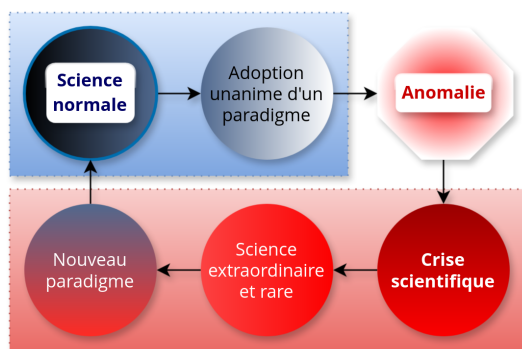 Science
normale
Adoption
unanime d'un
paradigme
Anomalie
Crise
scientifique
Science
extraordinaire
et rare
Nouveau
paradigme